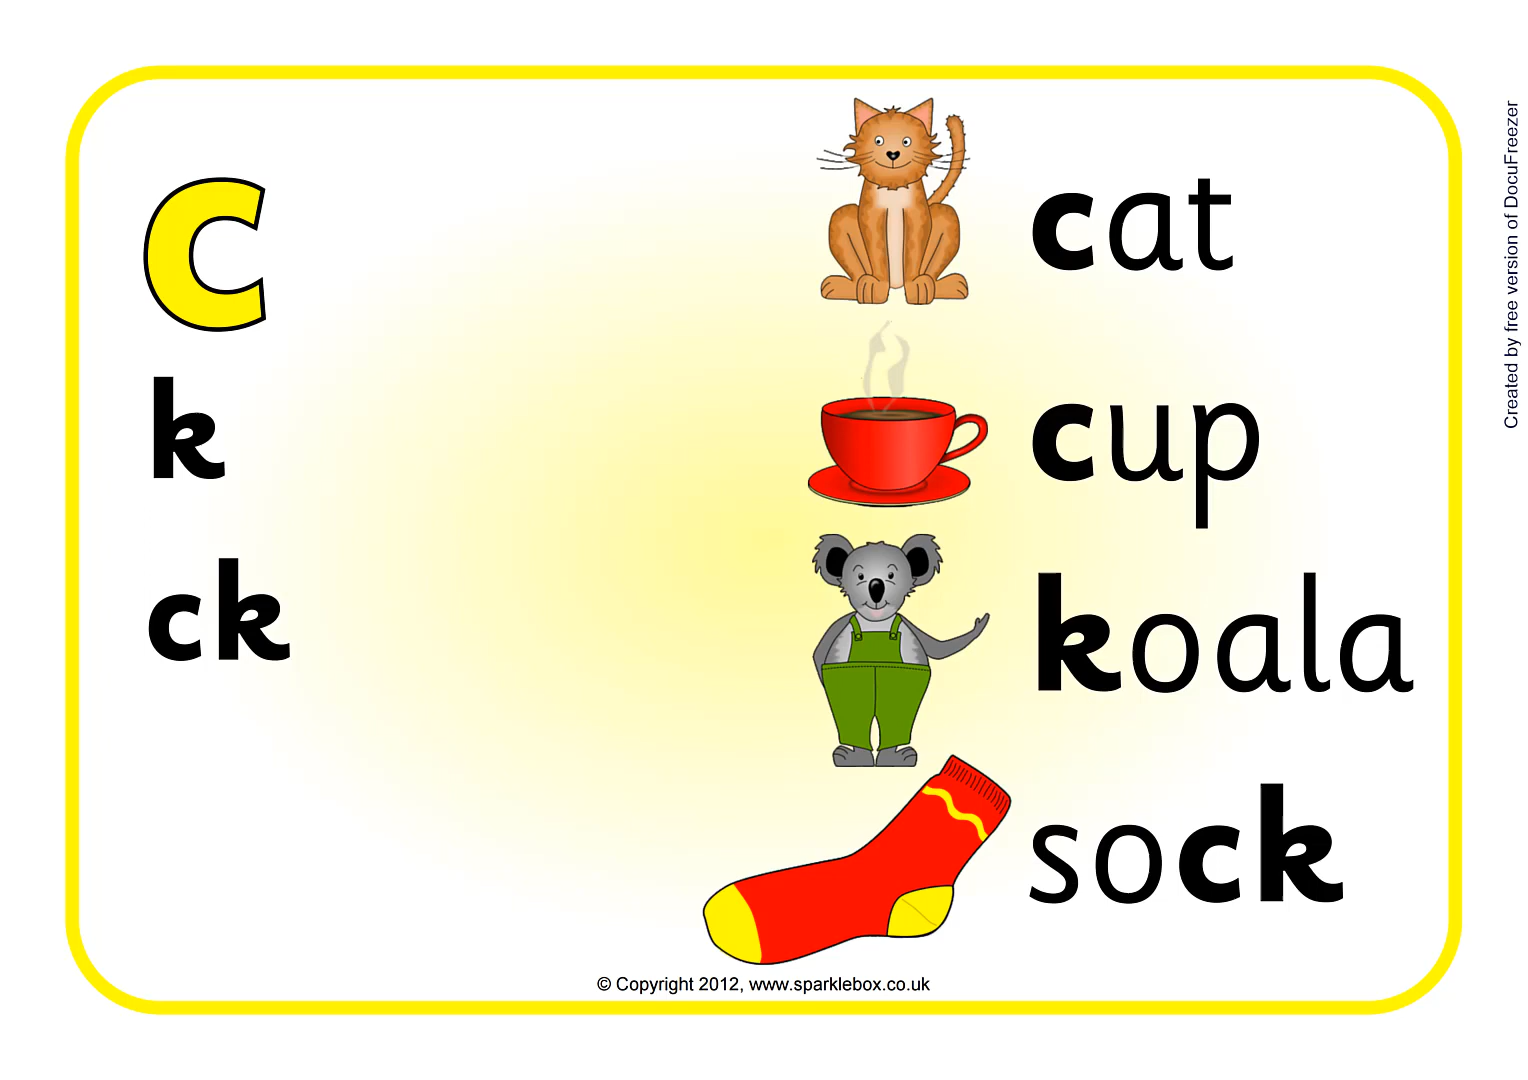 c
k
ck
cat
cup
koala
sock
© Copyright 2012, www.sparklebox.co.uk
Created by free version of DocuFreezer